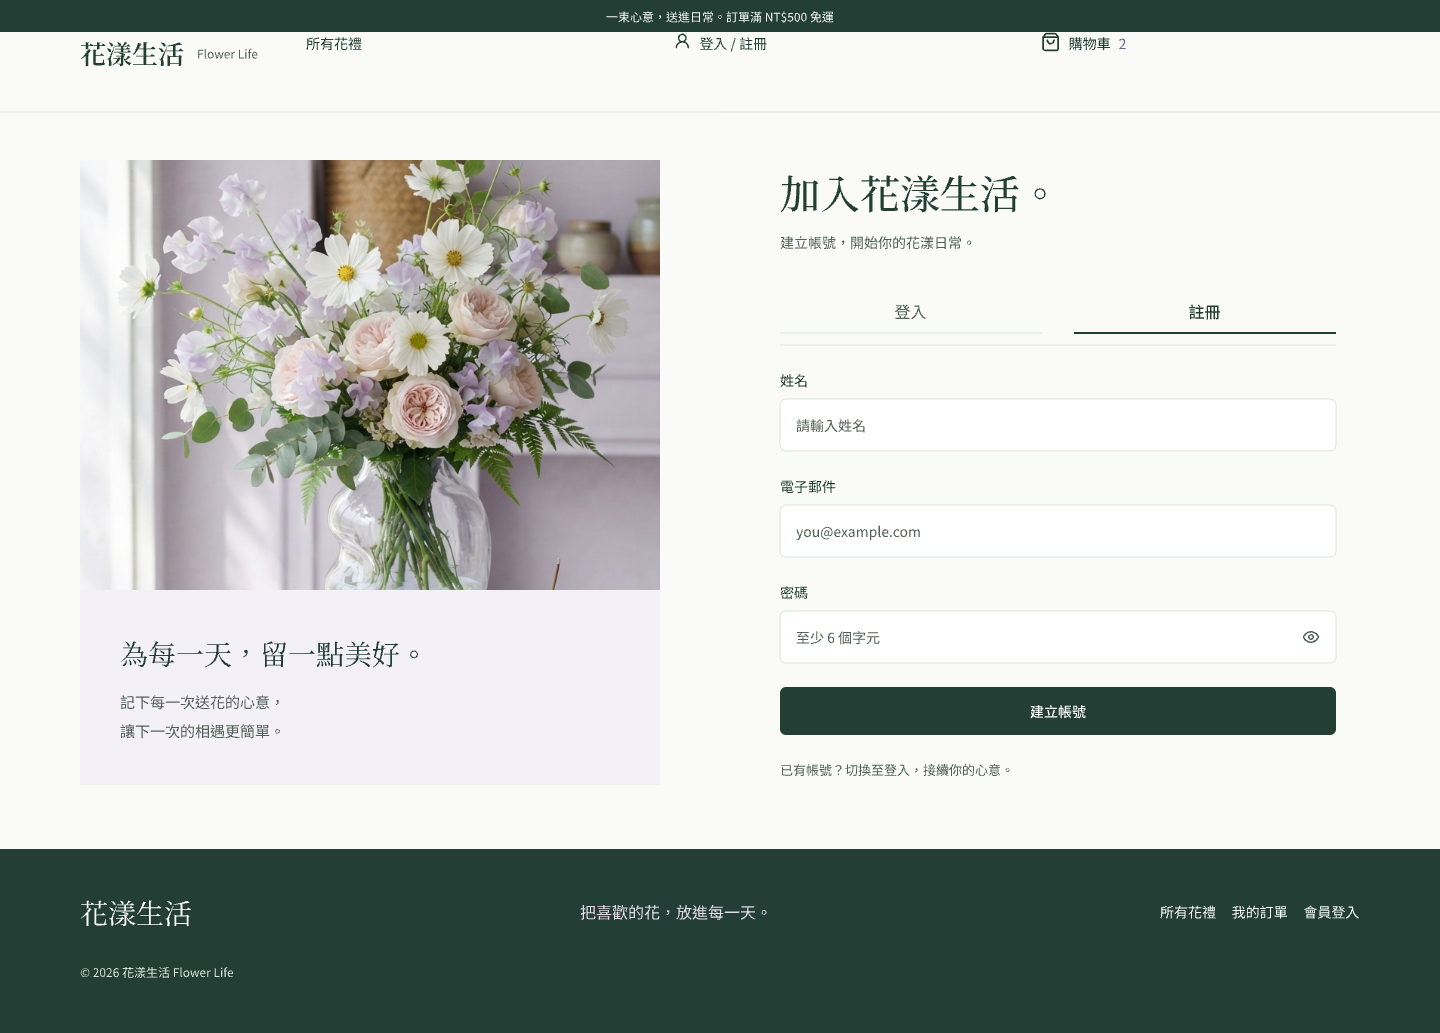 一束心意，送進日常。訂單滿 NT$500 免運
花漾生活 Flower Life 所有花禮 登入 / 註冊 購物車 2
加入花漾生活。
建立帳號，開始你的花漾日常。
登入 註冊
姓名
請輸入姓名
電子郵件
you@example.com
密碼
至少 6 個字元
建立帳號
已有帳號？切換至登入，接續你的心意。
為每一天，留一點美好。
記下每一次送花的心意，
讓下一次的相遇更簡單。
花漾生活 把喜歡的花，放進每一天。 所有花禮 我的訂單 會員登入
© 2026 花漾生活 Flower Life